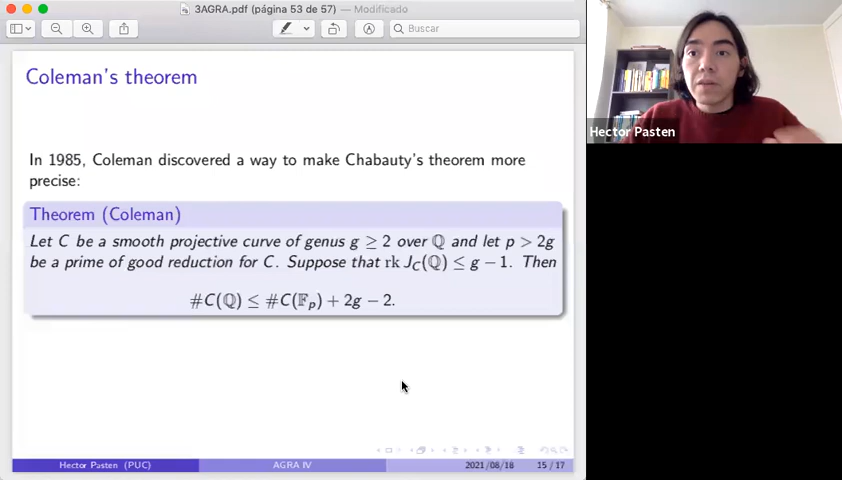 3AGRA.pdf (página 53 de 57) — Modificado
Buscar
Coleman's theorem
In 1985, Coleman discovered a way to make Chabauty's theorem more
precise:
Theorem (Coleman)
Let C be a smooth projective curve of genus g ≥ 2 over ℚ and let p > 2g
be a prime of good reduction for C. Suppose that rk J_C(ℚ) ≤ g − 1. Then
#C(ℚ) ≤ #C(𝔽_p) + 2g − 2.
Hector Pasten (PUC)
AGRA IV
2021/08/18
15 / 17
Hector Pasten